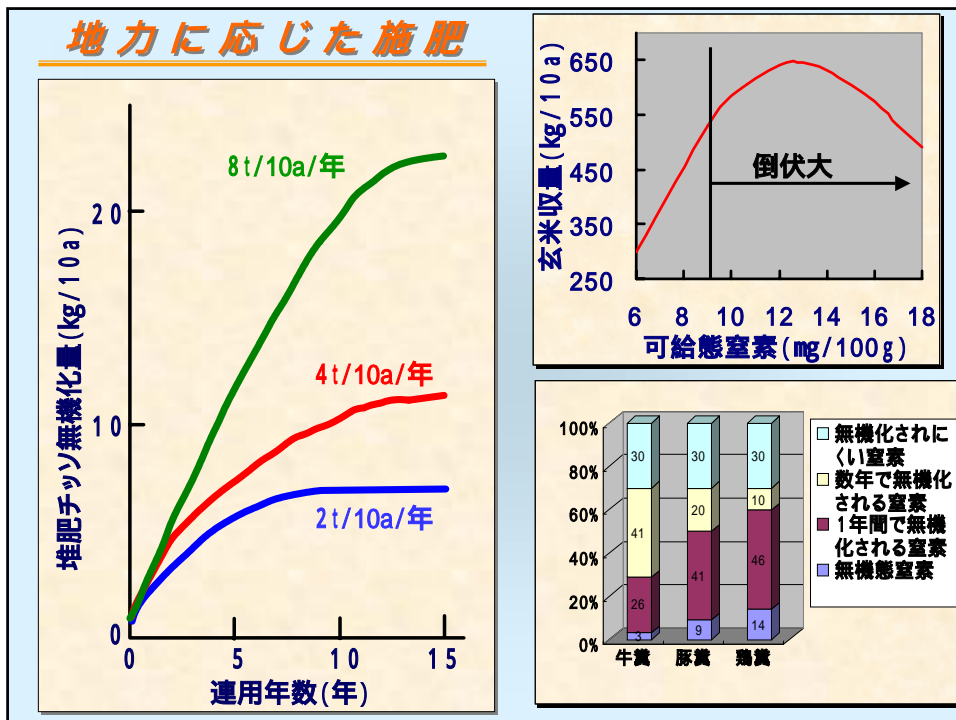 地力に応じた施肥
堆肥チッソ無機化量(kg/10a)
20
10
0
8t/10a/年
4t/10a/年
2t/10a/年
0 5 10 15
連用年数(年)
玄米収量(kg/10a)
650
550
450
350
250
倒伏大
6 8 10 12 14 16 18
可給態窒素(mg/100g)
100%
80%
60%
40%
20%
0%
30 30 30
41 20 10
26 41 46
3 9 14
牛糞 豚糞 鶏糞
無機化されに
くい窒素
数年で無機化
される窒素
1年間で無機
化される窒素
無機態窒素